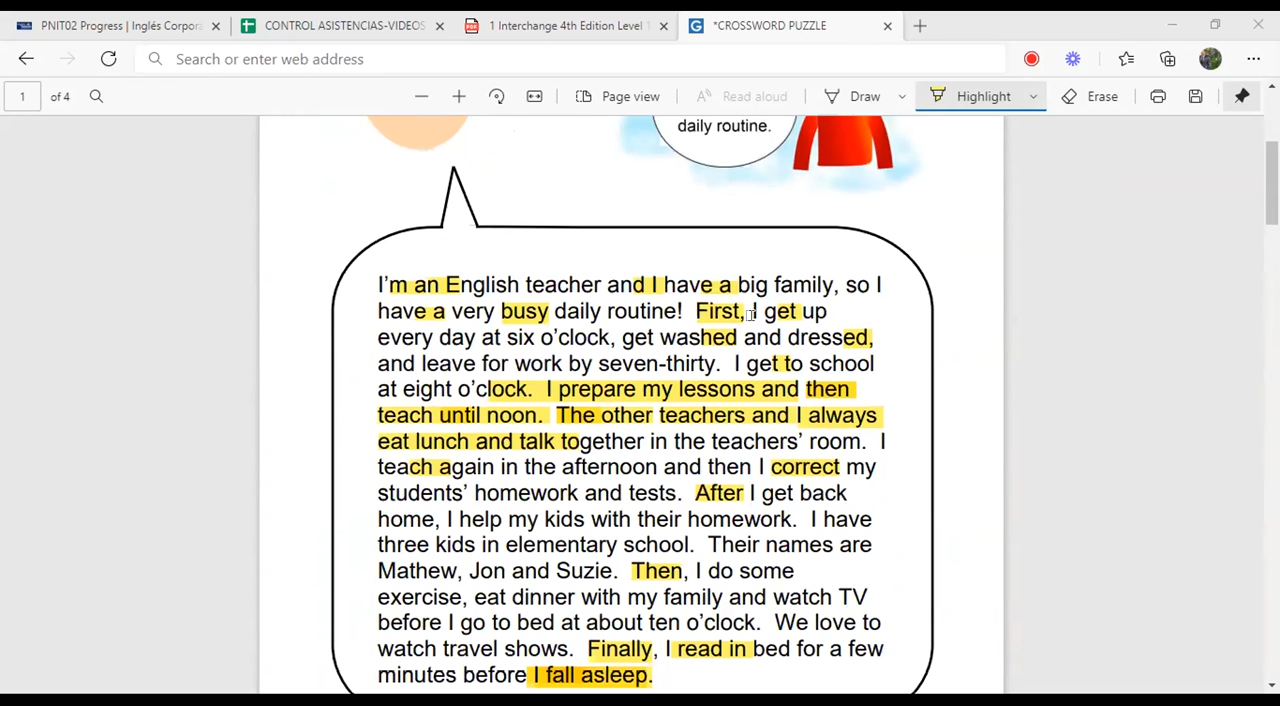 PNIT02 Progress | Inglés Corpora
CONTROL ASISTENCIAS-VIDEOS
1 Interchange 4th Edition Level 1
*CROSSWORD PUZZLE
Search or enter web address
1 of 4
Page view
Read aloud
Draw
Highlight
Erase
daily routine.
I'm an English teacher and I have a big family, so I
have a very busy daily routine! First, I get up
every day at six o'clock, get washed and dressed,
and leave for work by seven-thirty. I get to school
at eight o'clock. I prepare my lessons and then
teach until noon. The other teachers and I always
eat lunch and talk together in the teachers' room. I
teach again in the afternoon and then I correct my
students' homework and tests. After I get back
home, I help my kids with their homework. I have
three kids in elementary school. Their names are
Mathew, Jon and Suzie. Then, I do some
exercise, eat dinner with my family and watch TV
before I go to bed at about ten o'clock. We love to
watch travel shows. Finally, I read in bed for a few
minutes before I fall asleep.